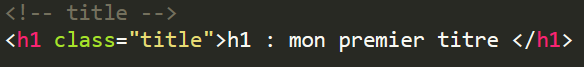 <!-- title -->
<h1 class="title">h1 : mon premier titre </h1>